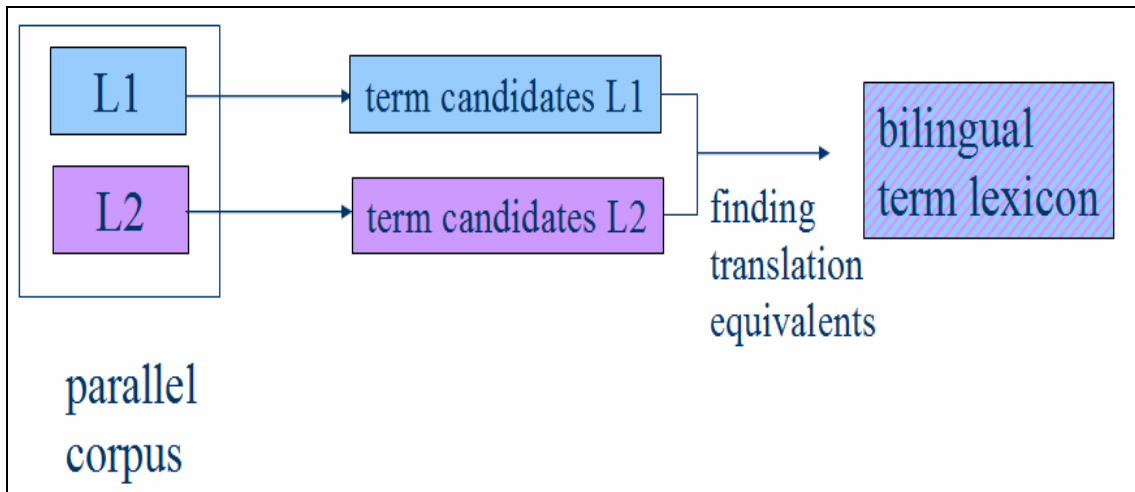 L1
term candidates L1
L2
term candidates L2
finding
translation
equivalents
bilingual
term lexicon
parallel
corpus